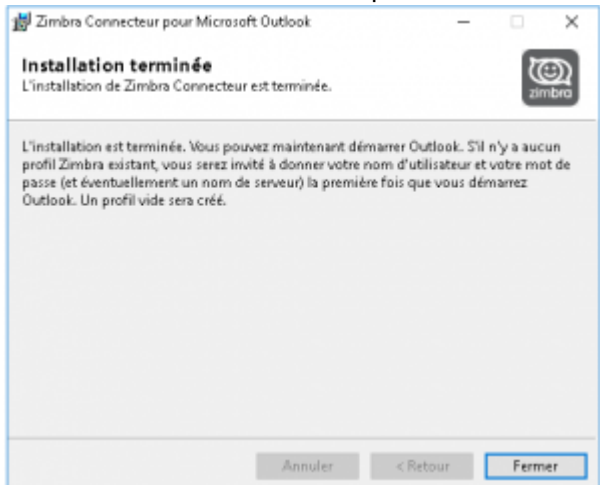 Zimbra Connecteur pour Microsoft Outlook
Installation terminée
L'installation de Zimbra Connecteur est terminée.
zimbra
L'installation est terminée. Vous pouvez maintenant démarrer Outlook. S'il n'y a aucun
profil Zimbra existant, vous serez invité à donner votre nom d'utilisateur et votre mot de
passe (et éventuellement un nom de serveur) la première fois que vous démarrez
Outlook. Un profil vide sera créé.
Annuler
< Retour
Fermer